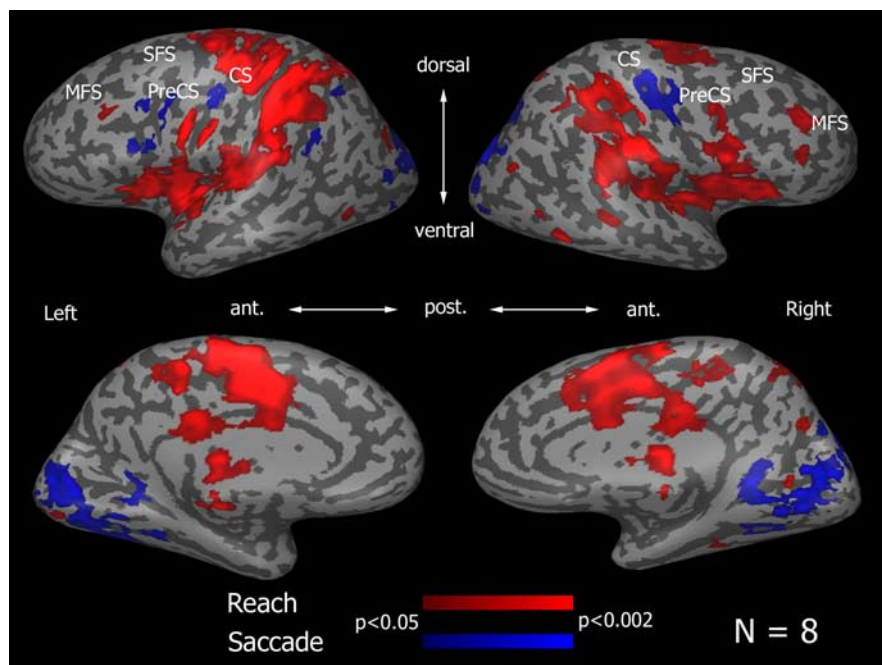 SFS
MFS
PreCS
CS
dorsal
ventral
CS
SFS
PreCS
MFS
Left
ant.
post.
ant.
Right
Reach
p<0.05
p<0.002
Saccade
N = 8